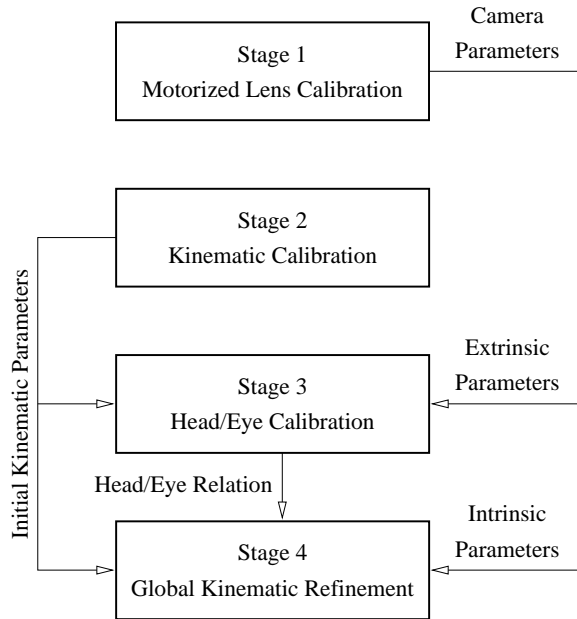 Camera
Parameters
Stage 1
Motorized Lens Calibration
Stage 2
Kinematic Calibration
Initial Kinematic Parameters
Stage 3
Head/Eye Calibration
Extrinsic
Parameters
Head/Eye Relation
Stage 4
Global Kinematic Refinement
Intrinsic
Parameters